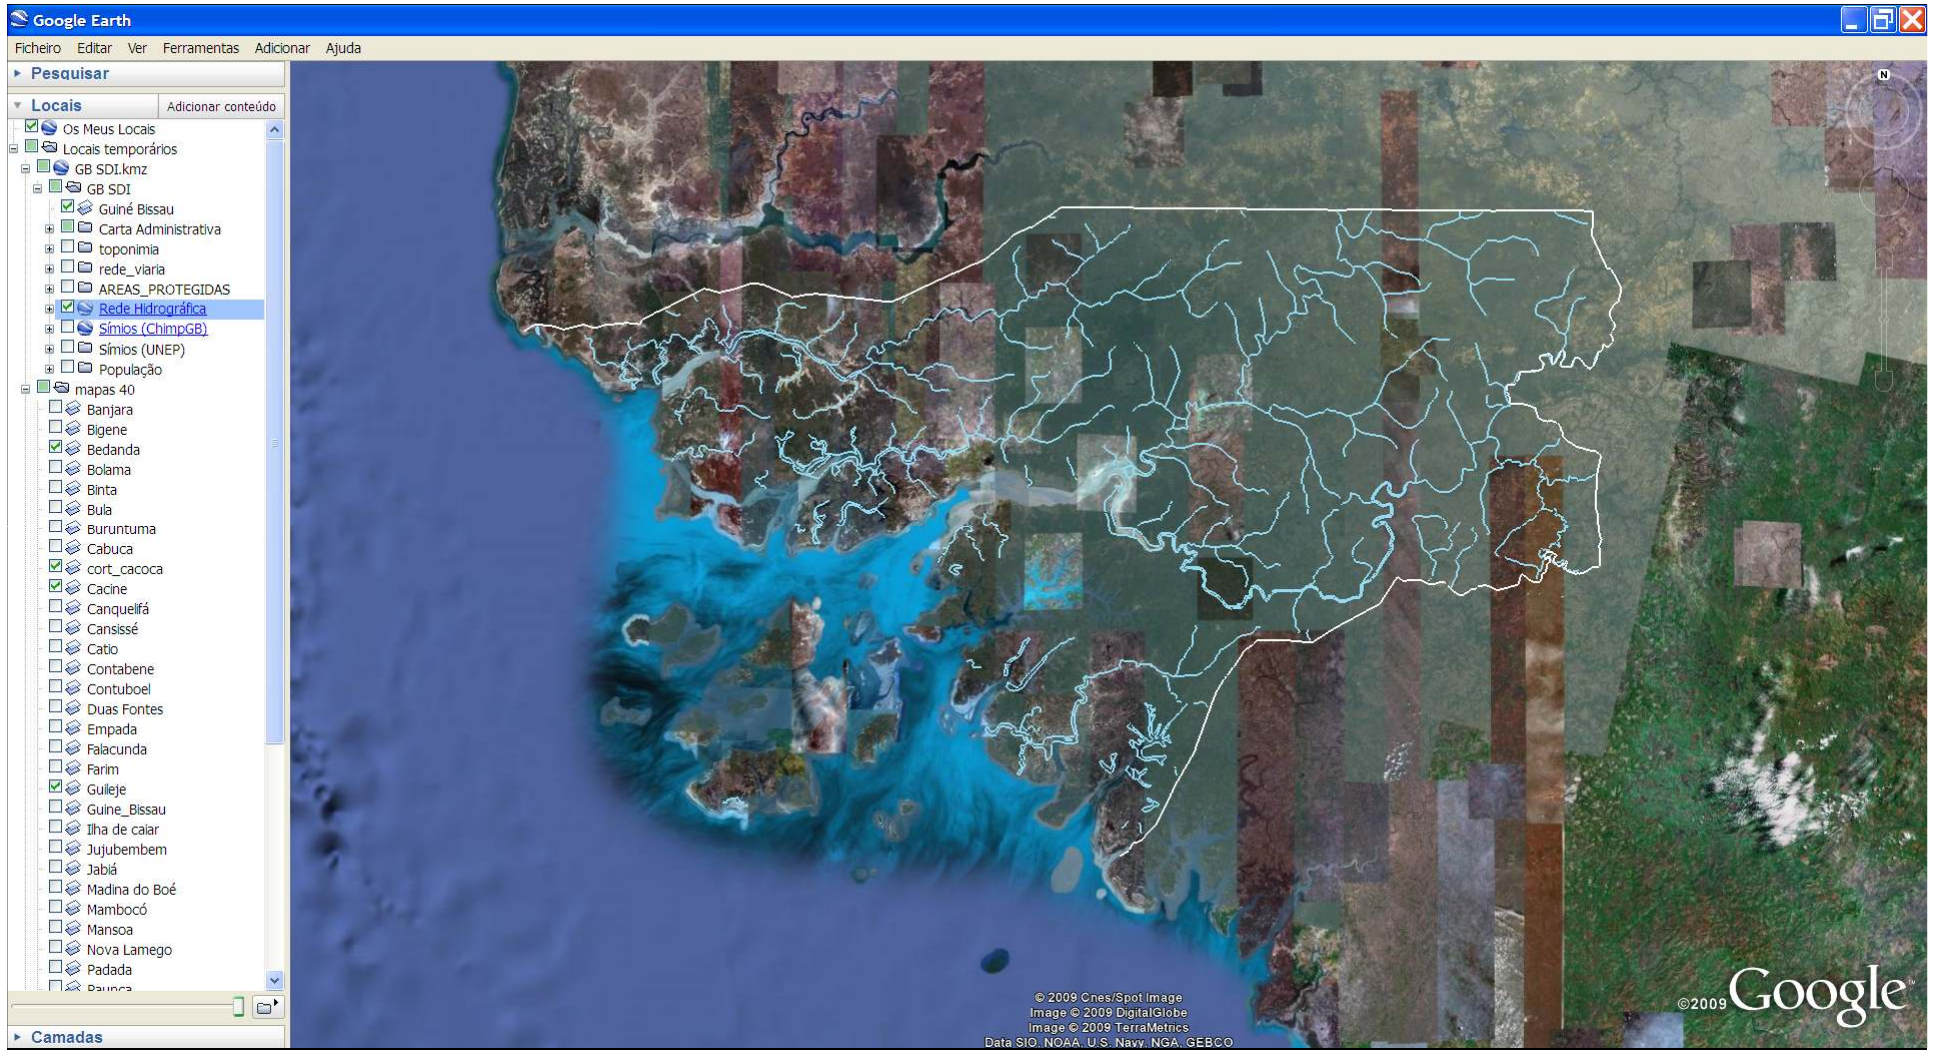 Google Earth
Ficheiro Editar Ver Ferramentas Adicionar Ajuda
Pesquisar
Locais Adicionar conteúdo
Os Meus Locais
Locais temporários
GB SDI.kmz
GB SDI
Guiné Bissau
Carta Administrativa
toponimia
rede_viaria
AREAS_PROTEGIDAS
Rede Hidrográfica
Símios (ChimpGB)
Símios (UNEP)
População
mapas 40
Banjara
Bigene
Bedanda
Bolama
Binta
Bula
Buruntuma
Cabuca
cort_cacoca
Cacine
Canquelifá
Cansissé
Catio
Contabene
Contuboel
Duas Fontes
Empada
Falacunda
Farim
Guileje
Guine_Bissau
Ilha de caiar
Jujubembem
Jabiá
Madina do Boé
Mambocó
Mansoa
Nova Lamego
Padada
Camadas
N
© 2009 Cnes/Spot Image
Image © 2009 DigitalGlobe
Image © 2009 TerraMetrics
Data SIO, NOAA, U.S. Navy, NGA, GEBCO
©2009 Google™